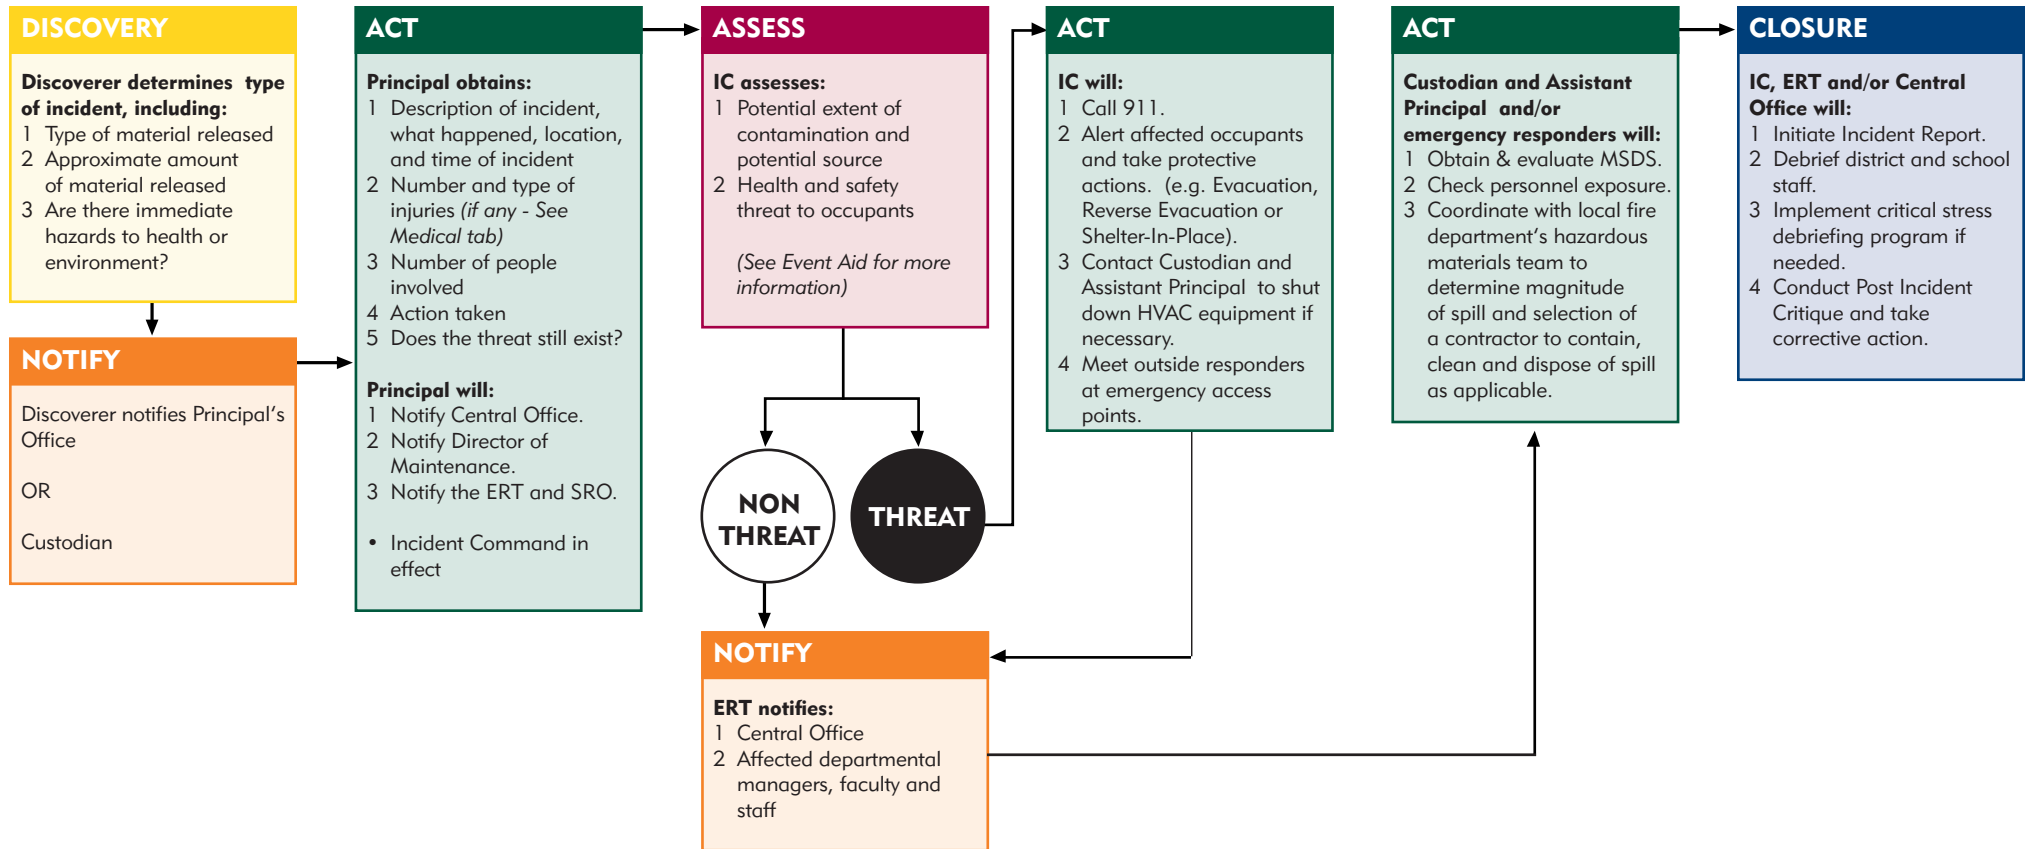 DISCOVERY
Discoverer determines type
of incident, including:
1 Type of material released
2 Approximate amount
of material released
3 Are there immediate
hazards to health or
environment?
NOTIFY
Discoverer notifies Principal's
Office
OR
Custodian
ACT
Principal obtains:
1 Description of incident,
what happened, location,
and time of incident
2 Number and type of
injuries (if any - See
Medical tab)
3 Number of people
involved
4 Action taken
5 Does the threat still exist?
Principal will:
1 Notify Central Office.
2 Notify Director of
Maintenance.
3 Notify the ERT and SRO.
• Incident Command in
effect
ASSESS
IC assesses:
1 Potential extent of
contamination and
potential source
2 Health and safety
threat to occupants
(See Event Aid for more
information)
NON
THREAT
THREAT
NOTIFY
ERT notifies:
1 Central Office
2 Affected departmental
managers, faculty and
staff
ACT
IC will:
1 Call 911.
2 Alert affected occupants
and take protective
actions. (e.g. Evacuation,
Reverse Evacuation or
Shelter-In-Place).
3 Contact Custodian and
Assistant Principal to shut
down HVAC equipment if
necessary.
4 Meet outside responders
at emergency access
points.
ACT
Custodian and Assistant
Principal and/or
emergency responders will:
1 Obtain & evaluate MSDS.
2 Check personnel exposure.
3 Coordinate with local fire
department's hazardous
materials team to
determine magnitude
of spill and selection of
a contractor to contain,
clean and dispose of spill
as applicable.
CLOSURE
IC, ERT and/or Central
Office will:
1 Initiate Incident Report.
2 Debrief district and school
staff.
3 Implement critical stress
debriefing program if
needed.
4 Conduct Post Incident
Critique and take
corrective action.